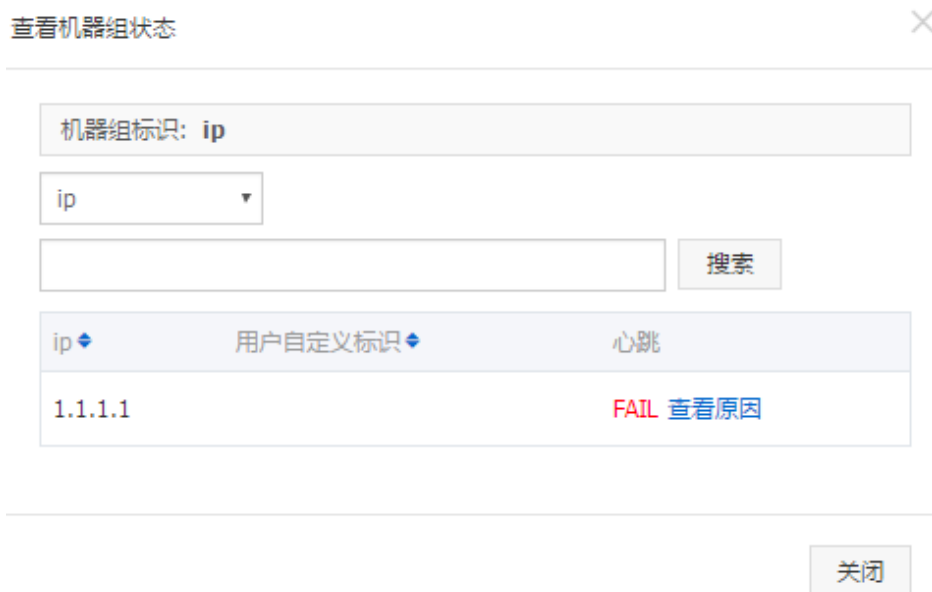 查看机器组状态
机器组标识: ip
ip
搜索
ip 用户自定义标识 心跳
1.1.1.1 FAIL 查看原因
关闭